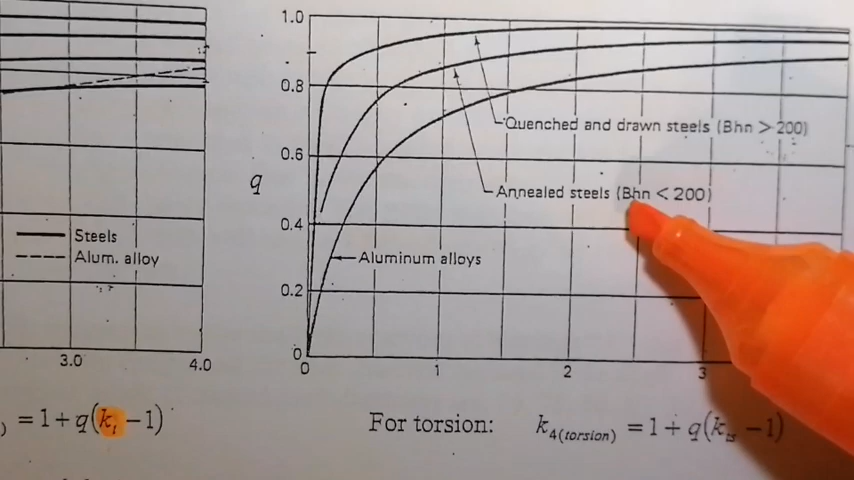 1.0
0.8
Quenched and drawn steels (Bhn > 200)
0.6
q
Annealed steels (Bhn < 200)
0.4
Steels
Alum. alloy
Aluminum alloys
0.2
0
3.0 4.0
0 1 2 3
) = 1 + q(kₜ − 1)
For torsion: k₄₍torsion₎ = 1 + q(kₜₛ − 1)